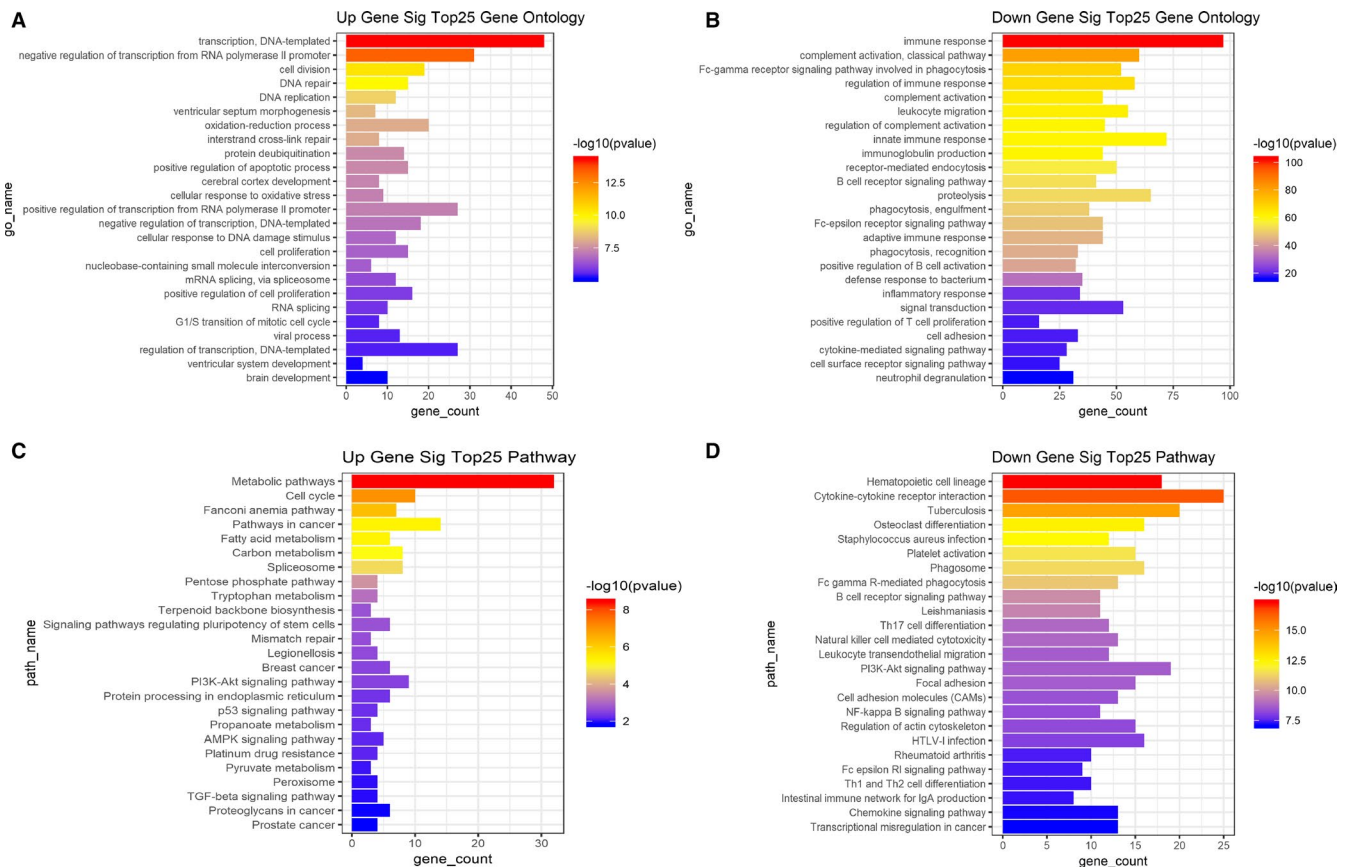 A
Up Gene Sig Top25 Gene Ontology
go_name
transcription, DNA-templated
negative regulation of transcription from RNA polymerase II promoter
cell division
DNA repair
DNA replication
ventricular septum morphogenesis
oxidation-reduction process
interstrand cross-link repair
protein deubiquitination
positive regulation of apoptotic process
cerebral cortex development
cellular response to oxidative stress
positive regulation of transcription from RNA polymerase II promoter
negative regulation of transcription, DNA-templated
cellular response to DNA damage stimulus
cell proliferation
nucleobase-containing small molecule interconversion
mRNA splicing, via spliceosome
positive regulation of cell proliferation
RNA splicing
G1/S transition of mitotic cell cycle
viral process
regulation of transcription, DNA-templated
ventricular system development
brain development
0 10 20 30 40 50
gene_count
-log10(pvalue)
12.5
10.0
7.5
B
Down Gene Sig Top25 Gene Ontology
go_name
immune response
complement activation, classical pathway
Fc-gamma receptor signaling pathway involved in phagocytosis
regulation of immune response
complement activation
leukocyte migration
regulation of complement activation
innate immune response
immunoglobulin production
receptor-mediated endocytosis
B cell receptor signaling pathway
proteolysis
phagocytosis, engulfment
Fc-epsilon receptor signaling pathway
adaptive immune response
phagocytosis, recognition
positive regulation of B cell activation
defense response to bacterium
inflammatory response
signal transduction
positive regulation of T cell proliferation
cell adhesion
cytokine-mediated signaling pathway
cell surface receptor signaling pathway
neutrophil degranulation
0 25 50 75 100
gene_count
-log10(pvalue)
100
80
60
40
20
C
Up Gene Sig Top25 Pathway
path_name
Metabolic pathways
Cell cycle
Fanconi anemia pathway
Pathways in cancer
Fatty acid metabolism
Carbon metabolism
Spliceosome
Pentose phosphate pathway
Tryptophan metabolism
Terpenoid backbone biosynthesis
Signaling pathways regulating pluripotency of stem cells
Mismatch repair
Legionellosis
Breast cancer
PI3K-Akt signaling pathway
Protein processing in endoplasmic reticulum
p53 signaling pathway
Propanoate metabolism
AMPK signaling pathway
Platinum drug resistance
Pyruvate metabolism
Peroxisome
TGF-beta signaling pathway
Proteoglycans in cancer
Prostate cancer
0 10 20 30
gene_count
-log10(pvalue)
8
6
4
2
D
Down Gene Sig Top25 Pathway
path_name
Hematopoietic cell lineage
Cytokine-cytokine receptor interaction
Tuberculosis
Osteoclast differentiation
Staphylococcus aureus infection
Platelet activation
Phagosome
Fc gamma R-mediated phagocytosis
B cell receptor signaling pathway
Leishmaniasis
Th17 cell differentiation
Natural killer cell mediated cytotoxicity
Leukocyte transendothelial migration
PI3K-Akt signaling pathway
Focal adhesion
Cell adhesion molecules (CAMs)
NF-kappa B signaling pathway
Regulation of actin cytoskeleton
HTLV-I infection
Rheumatoid arthritis
Fc epsilon RI signaling pathway
Th1 and Th2 cell differentiation
Intestinal immune network for IgA production
Chemokine signaling pathway
Transcriptional misregulation in cancer
0 5 10 15 20 25
gene_count
-log10(pvalue)
15.0
12.5
10.0
7.5